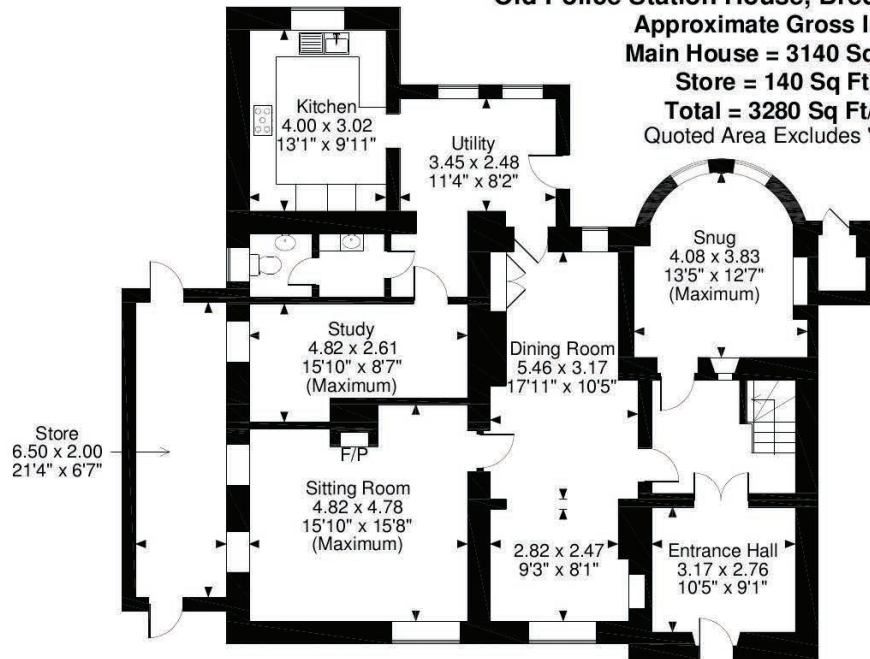 Approximate Gross I
Main House = 3140 Sq
Store = 140 Sq Ft
Total = 3280 Sq Ft/
Quoted Area Excludes '
Kitchen
4.00 x 3.02
13'1" x 9'11"
Utility
3.45 x 2.48
11'4" x 8'2"
Snug
4.08 x 3.83
13'5" x 12'7"
(Maximum)
Study
4.82 x 2.61
15'10" x 8'7"
(Maximum)
Dining Room
5.46 x 3.17
17'11" x 10'5"
Store
6.50 x 2.00
21'4" x 6'7"
F/P
Sitting Room
4.82 x 4.78
15'10" x 15'8"
(Maximum)
2.82 x 2.47
9'3" x 8'1"
Entrance Hall
3.17 x 2.76
10'5" x 9'1"